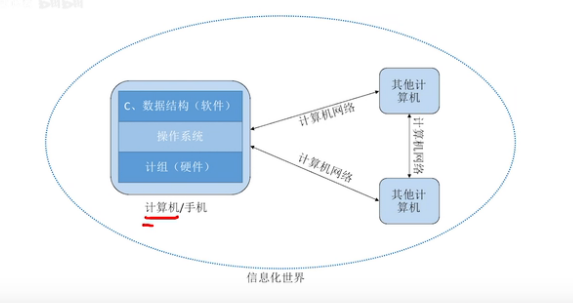 C、数据结构（软件）
操作系统
计组（硬件）
计算机/手机
计算机网络
计算机网络
其他计
算机
计算机网络
其他计
算机
信息化世界